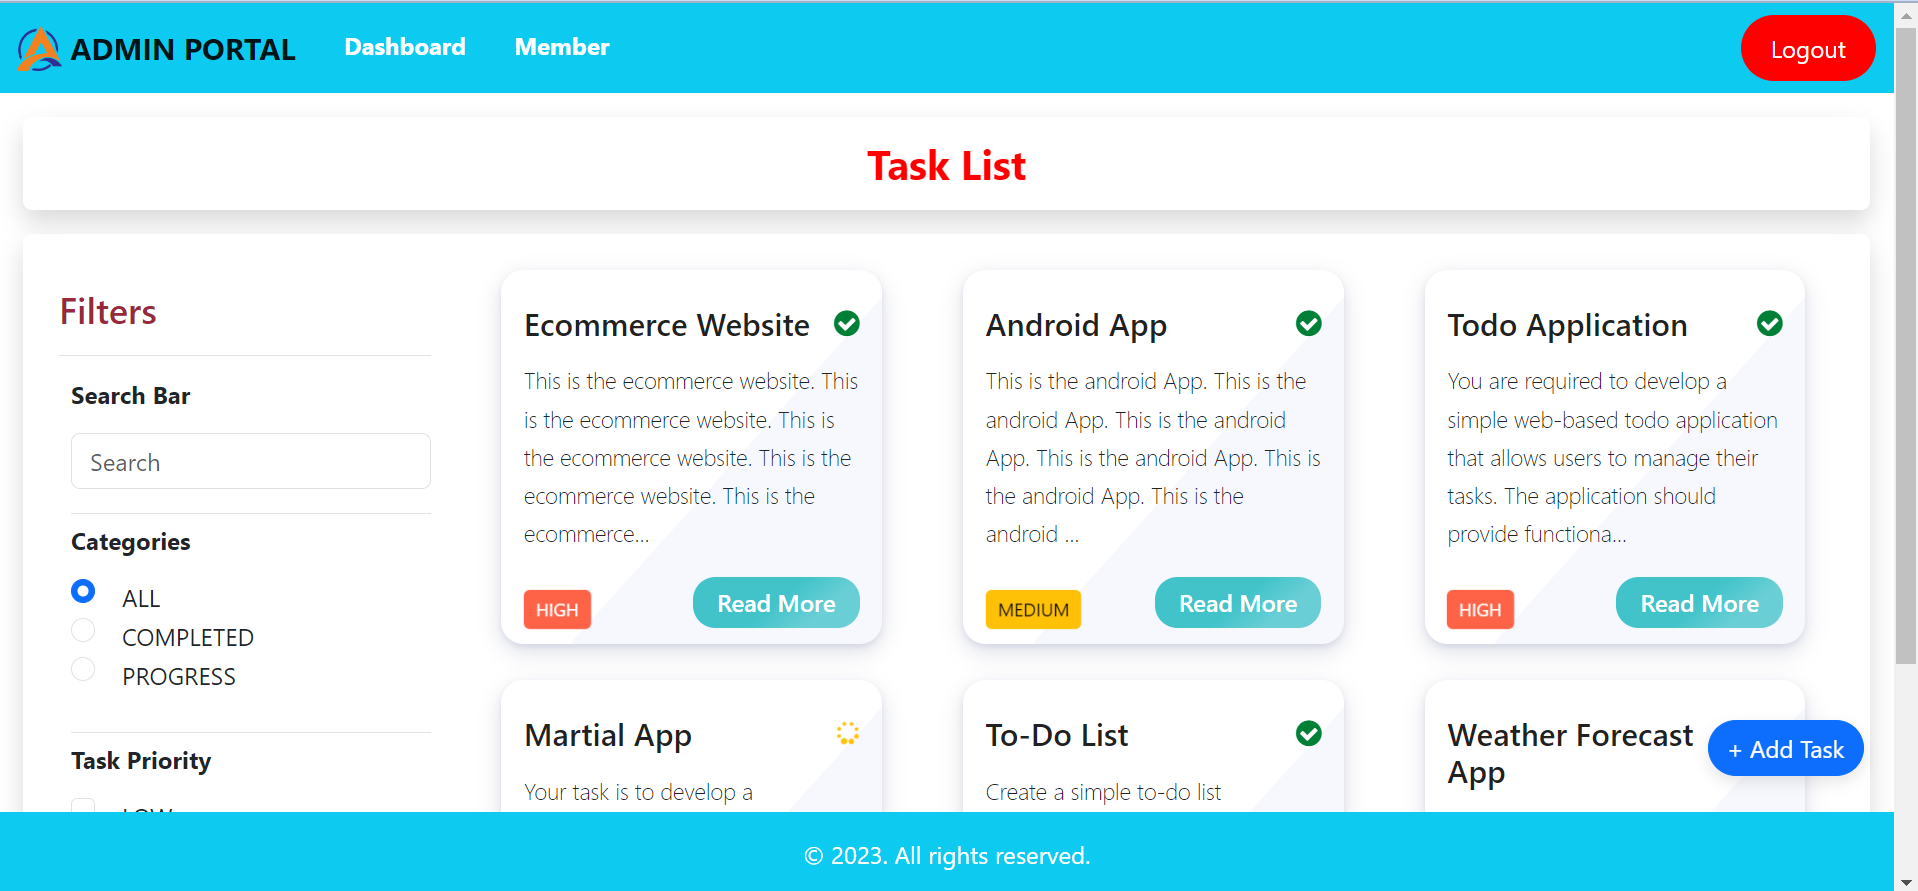 ADMIN PORTAL
Dashboard
Member
Logout
Task List
Filters
Search Bar
Search
Categories
ALL
COMPLETED
PROGRESS
Task Priority
LOW
Ecommerce Website
This is the ecommerce website. This
is the ecommerce website. This is
the ecommerce website. This is the
ecommerce website. This is the
ecommerce...
HIGH
Read More
Android App
This is the android App. This is the
android App. This is the android
App. This is the android App. This is
the android App. This is the
android ...
MEDIUM
Read More
Todo Application
You are required to develop a
simple web-based todo application
that allows users to manage their
tasks. The application should
provide functiona...
HIGH
Read More
Martial App
Your task is to develop a
To-Do List
Create a simple to-do list
Weather Forecast
App
+ Add Task
© 2023. All rights reserved.